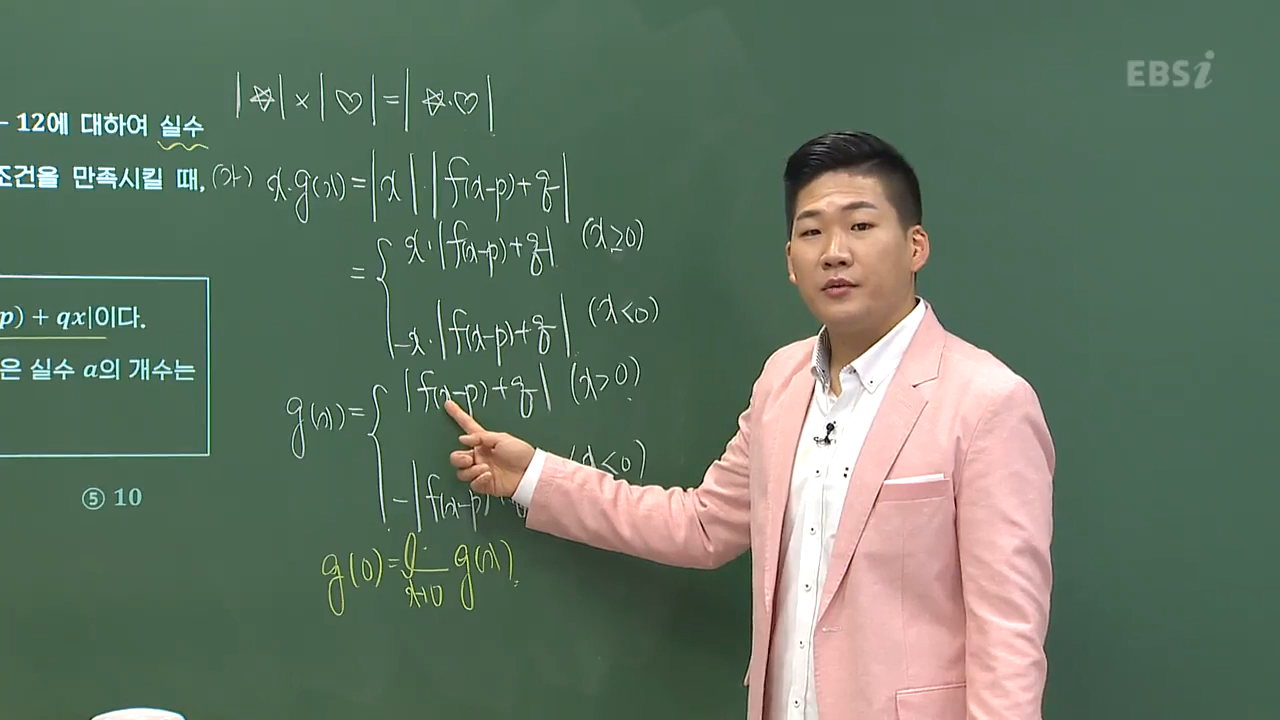 EBSi
|☆|×|♡|=|☆·♡|
- 12에 대하여 실수
조건을 만족시킬 때,
(가) x·g(x)=|x|·|f(x-p)+q|
= { x·|f(x-p)+q| (x≥0)
-x·|f(x-p)+q| (x<0)
p) + qx|이다.
은 실수 a의 개수는
g(x)= { |f(x-p)+q| (x>0)
-|f(x-p)+ (x<0)
⑤ 10
g(0)=lim x→0 g(x)